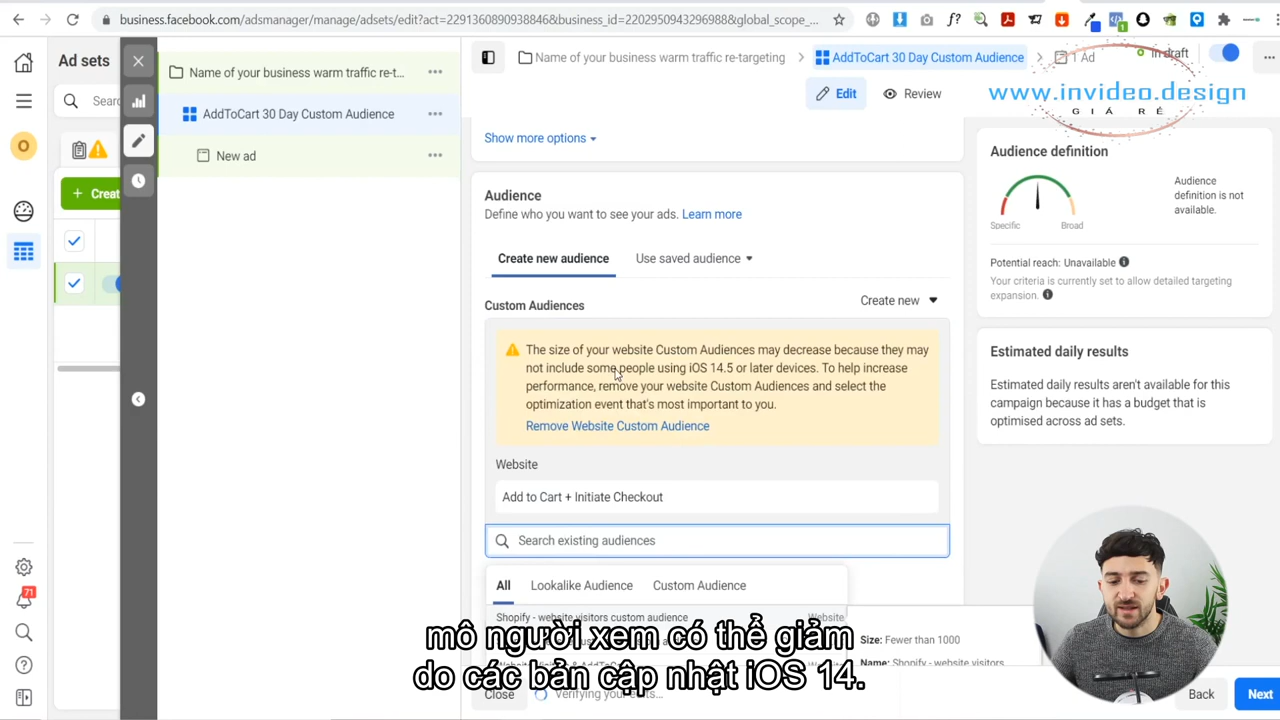 business.facebook.com/adsmanager/manage/adsets/edit?act=2291360890938846&business_id=2202950432969888&global_scope_...
Ad sets
Searc
Creat
71
O
Name of your business warm traffic re-t...
AddToCart 30 Day Custom Audience
New ad
Name of your business warm traffic re-targeting
AddToCart 30 Day Custom Audience
1 Ad
In draft
Edit
Review
www.invideo.design
GIÁ RẺ
Show more options
Audience
Define who you want to see your ads. Learn more
Create new audience
Use saved audience
Custom Audiences
Create new
The size of your website Custom Audiences may decrease because they may
not include some people using iOS 14.5 or later devices. To help increase
performance, remove your website Custom Audiences and select the
optimization event that's most important to you.
Remove Website Custom Audience
Website
Add to Cart + Initiate Checkout
Search existing audiences
All
Lookalike Audience
Custom Audience
Shopify - website visitors custom audience
Website
Size: Fewer than 1000
Name: Shopify - website visitors
Close
Verifying your edits...
Back
Next
Audience definition
Specific
Broad
Audience
definition is not
available.
Potential reach: Unavailable
Your criteria is currently set to allow detailed targeting
expansion.
Estimated daily results
Estimated daily results aren't available for this
campaign because it has a budget that is
optimised across ad sets.
mô người xem có thể giảm
do các bản cập nhật iOS 14.